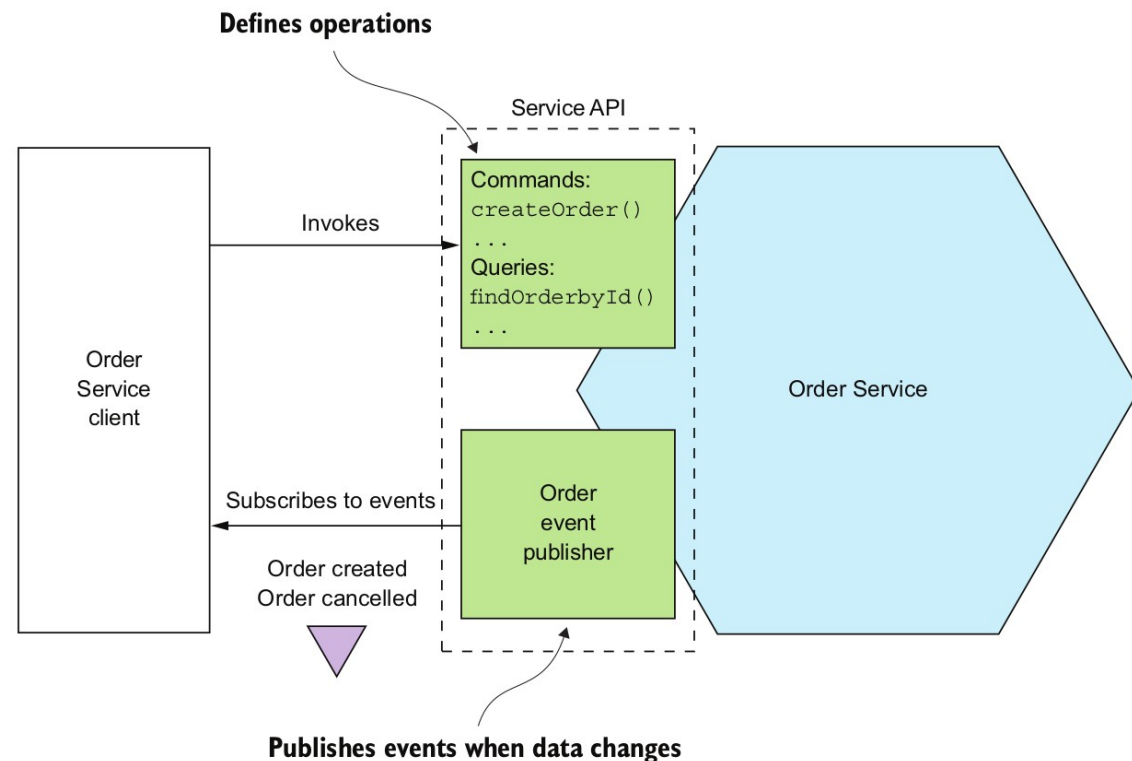 Defines operations
Service API
Commands:
createOrder()
...
Queries:
findOrderbyId()
...
Invokes
Order
Service
client
Order Service
Subscribes to events
Order
event
publisher
Order created
Order cancelled
Publishes events when data changes